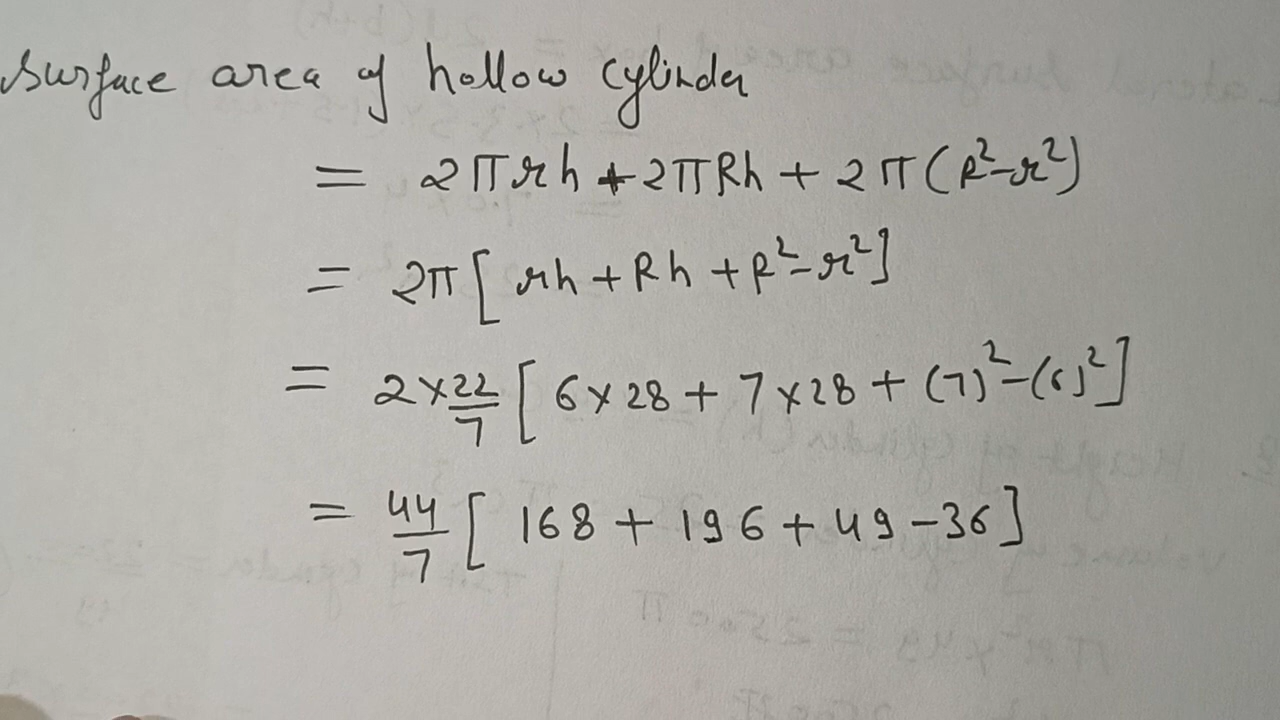 Surface area of hollow cylinder
= 2πrh + 2πRh + 2π(R²-r²)
= 2π[rh + Rh + R²-r²]
= 2×22/7 [6×28 + 7×28 + (7)²-(6)²]
= 44/7 [168 + 196 + 49-36]